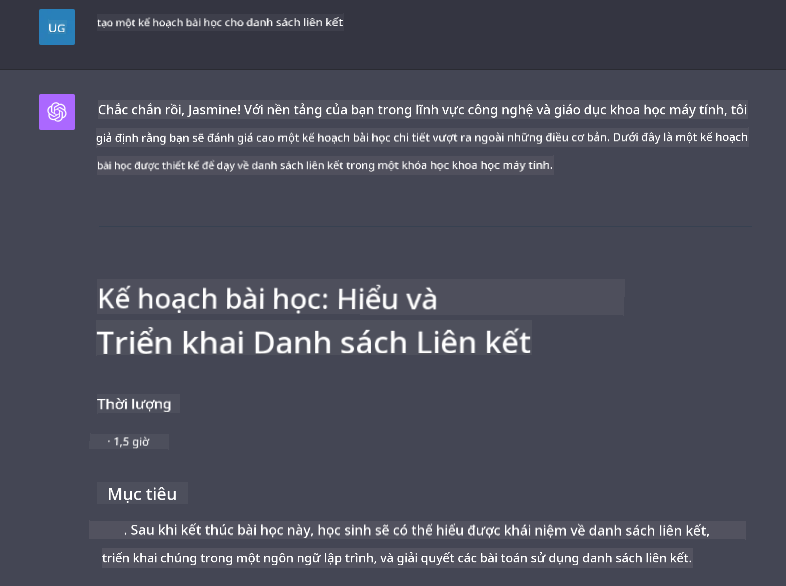 UG
tạo một kế hoạch bài học cho danh sách liên kết
Chắc chắn rồi, Jasmine! Với nền tảng của bạn trong lĩnh vực công nghệ và giáo dục khoa học máy tính, tôi
giả định rằng bạn sẽ đánh giá cao một kế hoạch bài học chi tiết vượt ra ngoài những điều cơ bản. Dưới đây là một kế hoạch
bài học được thiết kế để dạy về danh sách liên kết trong một khóa học khoa học máy tính.
Kế hoạch bài học: Hiểu và
Triển khai Danh sách Liên kết
Thời lượng
· 1,5 giờ
Mục tiêu
. Sau khi kết thúc bài học này, học sinh sẽ có thể hiểu được khái niệm về danh sách liên kết,
triển khai chúng trong một ngôn ngữ lập trình, và giải quyết các bài toán sử dụng danh sách liên kết.